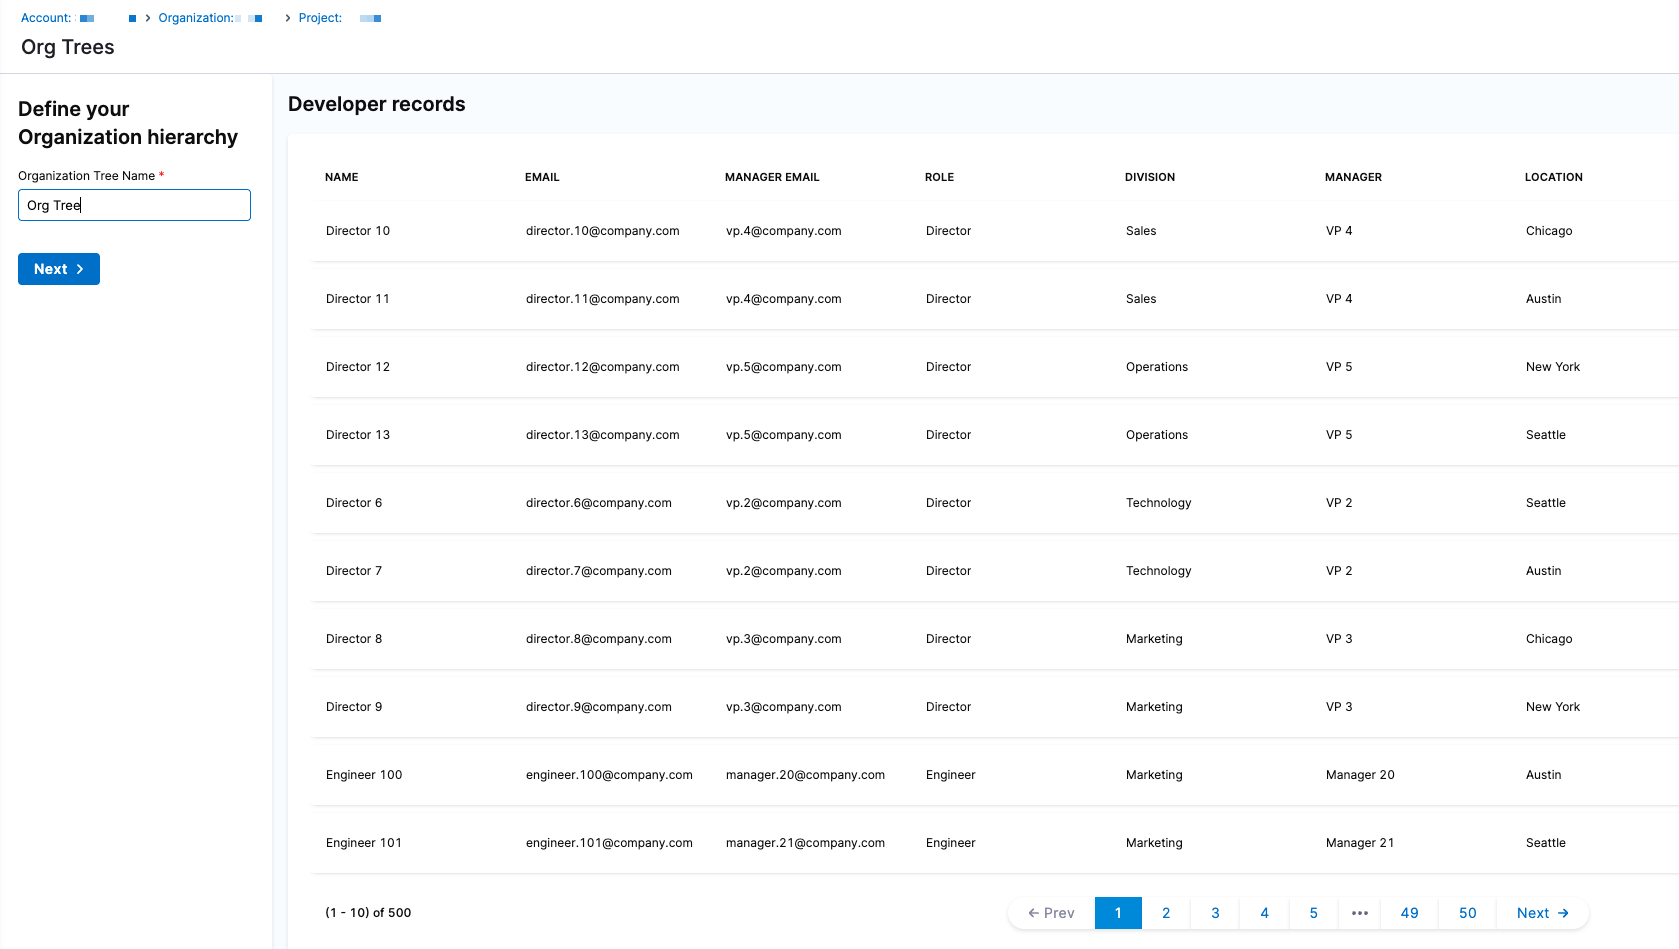 Account: > Organization: > Project:
Org Trees
Define your
Organization hierarchy
Organization Tree Name *
Org Tree
Next >
Developer records
NAME EMAIL MANAGER EMAIL ROLE DIVISION MANAGER LOCATION
Director 10 director.10@company.com vp.4@company.com Director Sales VP 4 Chicago
Director 11 director.11@company.com vp.4@company.com Director Sales VP 4 Austin
Director 12 director.12@company.com vp.5@company.com Director Operations VP 5 New York
Director 13 director.13@company.com vp.5@company.com Director Operations VP 5 Seattle
Director 6 director.6@company.com vp.2@company.com Director Technology VP 2 Seattle
Director 7 director.7@company.com vp.2@company.com Director Technology VP 2 Austin
Director 8 director.8@company.com vp.3@company.com Director Marketing VP 3 Chicago
Director 9 director.9@company.com vp.3@company.com Director Marketing VP 3 New York
Engineer 100 engineer.100@company.com manager.20@company.com Engineer Marketing Manager 20 Austin
Engineer 101 engineer.101@company.com manager.21@company.com Engineer Marketing Manager 21 Seattle
(1 - 10) of 500 ← Prev 1 2 3 4 5 ••• 49 50 Next →